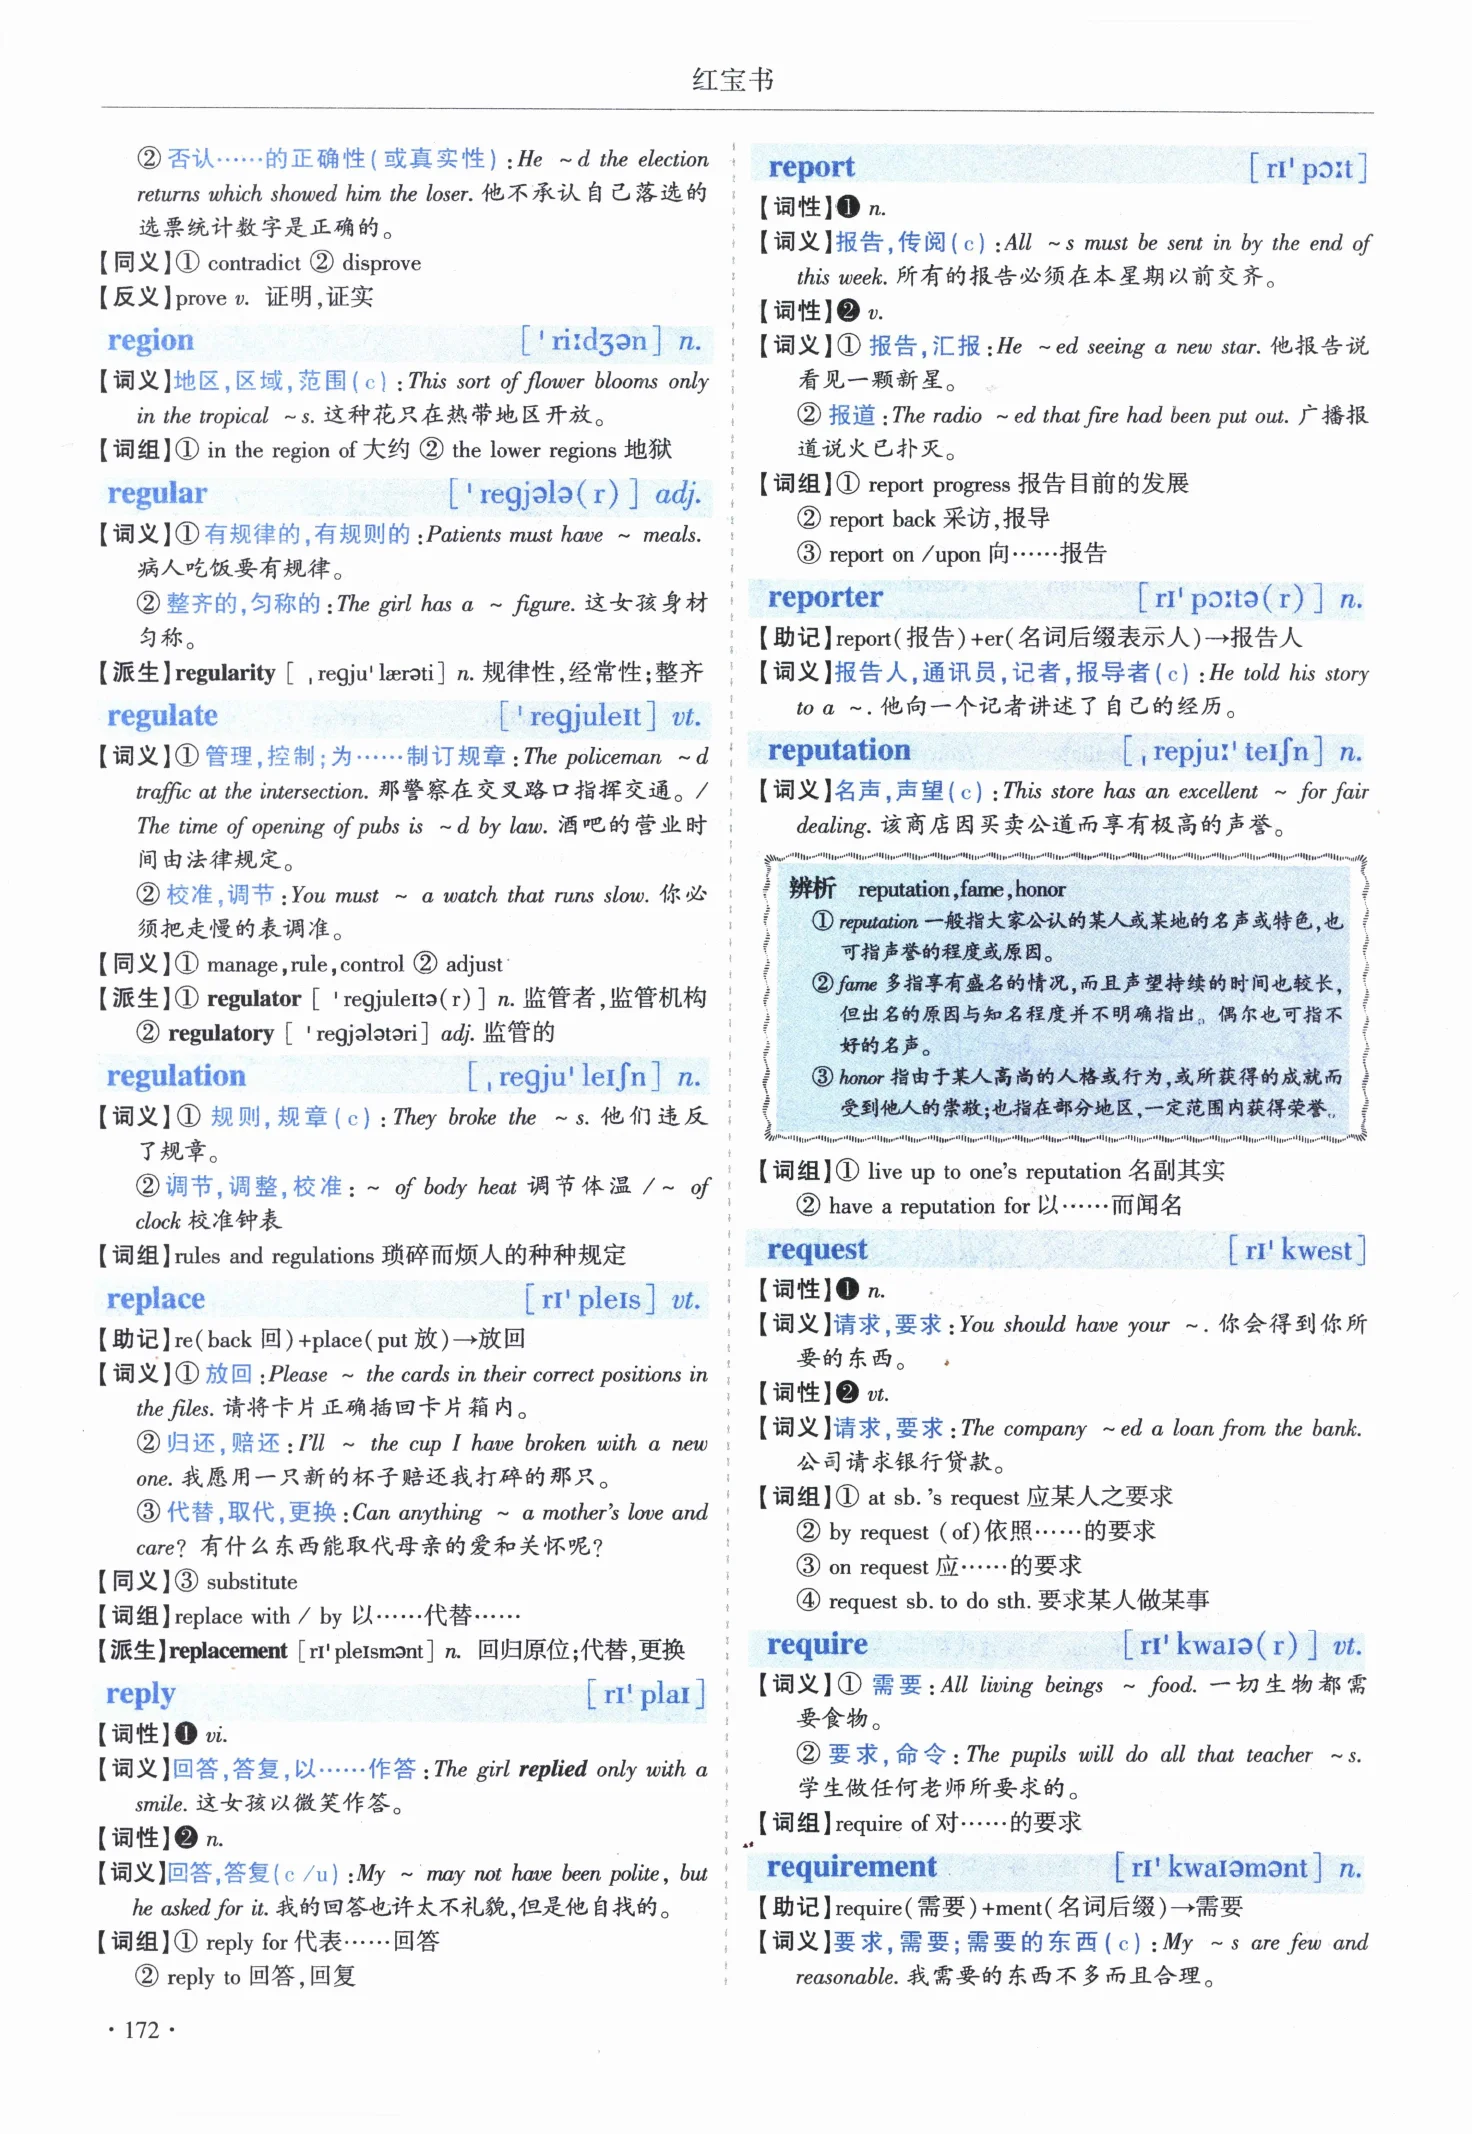 红宝书
②否认……的正确性(或真实性):He ~d the election
returns which showed him the loser. 他不承认自己落选的
选票统计数字是正确的。
【同义】① contradict ② disprove
【反义】prove v. 证明,证实
region [ˈriːdʒən] n.
【词义】地区,区域,范围(c):This sort of flower blooms only
in the tropical ~s. 这种花只在热带地区开放。
【词组】① in the region of 大约 ② the lower regions 地狱
regular [ˈreɡjələ(r)] adj.
【词义】①有规律的,有规则的:Patients must have ~ meals.
病人吃饭要有规律。
②整齐的,匀称的:The girl has a ~ figure. 这女孩身材
匀称。
【派生】regularity [ˌreɡjuˈlærəti] n. 规律性,经常性;整齐
regulate [ˈreɡjuleɪt] vt.
【词义】①管理,控制;为……制订规章:The policeman ~d
traffic at the intersection. 那警察在交叉路口指挥交通。/
The time of opening of pubs is ~d by law. 酒吧的营业时
间由法律规定。
②校准,调节:You must ~ a watch that runs slow. 你必
须把走慢的表调准。
【同义】① manage,rule,control ② adjust
【派生】① regulator [ˈreɡjuleɪtə(r)] n. 监管者,监管机构
② regulatory [ˈreɡjələtəri] adj. 监管的
regulation [ˌreɡjuˈleɪʃn] n.
【词义】① 规则,规章(c):They broke the ~s. 他们违反
了规章。
②调节,调整,校准:~ of body heat 调节体温 /~ of
clock 校准钟表
【词组】rules and regulations 琐碎而烦人的种种规定
replace [rɪˈpleɪs] vt.
【助记】re(back 回)+place(put 放)→放回
【词义】①放回:Please ~ the cards in their correct positions in
the files. 请将卡片正确插回卡片箱内。
②归还,赔还:I'll ~ the cup I have broken with a new
one. 我愿用一只新的杯子赔还我打碎的那只。
③代替,取代,更换:Can anything ~ a mother's love and
care? 有什么东西能取代母亲的爱和关怀呢?
【同义】③ substitute
【词组】replace with / by 以……代替……
【派生】replacement [rɪˈpleɪsmənt] n. 回归原位;代替,更换
reply [rɪˈplaɪ]
【词性】❶ vi.
【词义】回答,答复,以……作答:The girl replied only with a
smile. 这女孩以微笑作答。
【词性】❷ n.
【词义】回答,答复(c /u):My ~ may not have been polite, but
he asked for it. 我的回答也许太不礼貌,但是他自找的。
【词组】① reply for 代表……回答
② reply to 回答,回复
· 172 ·
report [rɪˈpɔːt]
【词性】❶ n.
【词义】报告,传阅(c):All ~s must be sent in by the end of
this week. 所有的报告必须在本星期以前交齐。
【词性】❷ v.
【词义】① 报告,汇报:He ~ed seeing a new star. 他报告说
看见一颗新星。
② 报道:The radio ~ed that fire had been put out. 广播报
道说火已扑灭。
【词组】① report progress 报告目前的发展
② report back 采访,报导
③ report on /upon 向……报告
reporter [rɪˈpɔːtə(r)] n.
【助记】report(报告)+er(名词后缀表示人)→报告人
【词义】报告人,通讯员,记者,报导者(c):He told his story
to a ~. 他向一个记者讲述了自己的经历。
reputation [ˌrepjuːˈteɪʃn] n.
【词义】名声,声望(c):This store has an excellent ~ for fair
dealing. 该商店因买卖公道而享有极高的声誉。
辨析 reputation,fame,honor
① reputation 一般指大家公认的某人或某地的名声或特色,也
可指声誉的程度或原因。
②fame 多指享有盛名的情况,而且声望持续的时间也较长,
但出名的原因与知名程度并不明确指出。偶尔也可指不
好的名声。
③ honor 指由于某人高尚的人格或行为,或所获得的成就而
受到他人的崇敬;也指在部分地区,一定范围内获得荣誉。
【词组】① live up to one's reputation 名副其实
② have a reputation for 以……而闻名
request [rɪˈkwest]
【词性】❶ n.
【词义】请求,要求:You should have your ~. 你会得到你所
要的东西。
【词性】❷ vt.
【词义】请求,要求:The company ~ed a loan from the bank.
公司请求银行贷款。
【词组】① at sb. 's request 应某人之要求
② by request (of)依照……的要求
③ on request 应……的要求
④ request sb. to do sth. 要求某人做某事
require [rɪˈkwaɪə(r)] vt.
【词义】① 需要:All living beings ~ food. 一切生物都需
要食物。
② 要求,命令:The pupils will do all that teacher ~s.
学生做任何老师所要求的。
【词组】require of 对……的要求
requirement [rɪˈkwaɪəmənt] n.
【助记】require(需要)+ment(名词后缀)→需要
【词义】要求,需要;需要的东西(c):My ~s are few and
reasonable. 我需要的东西不多而且合理。